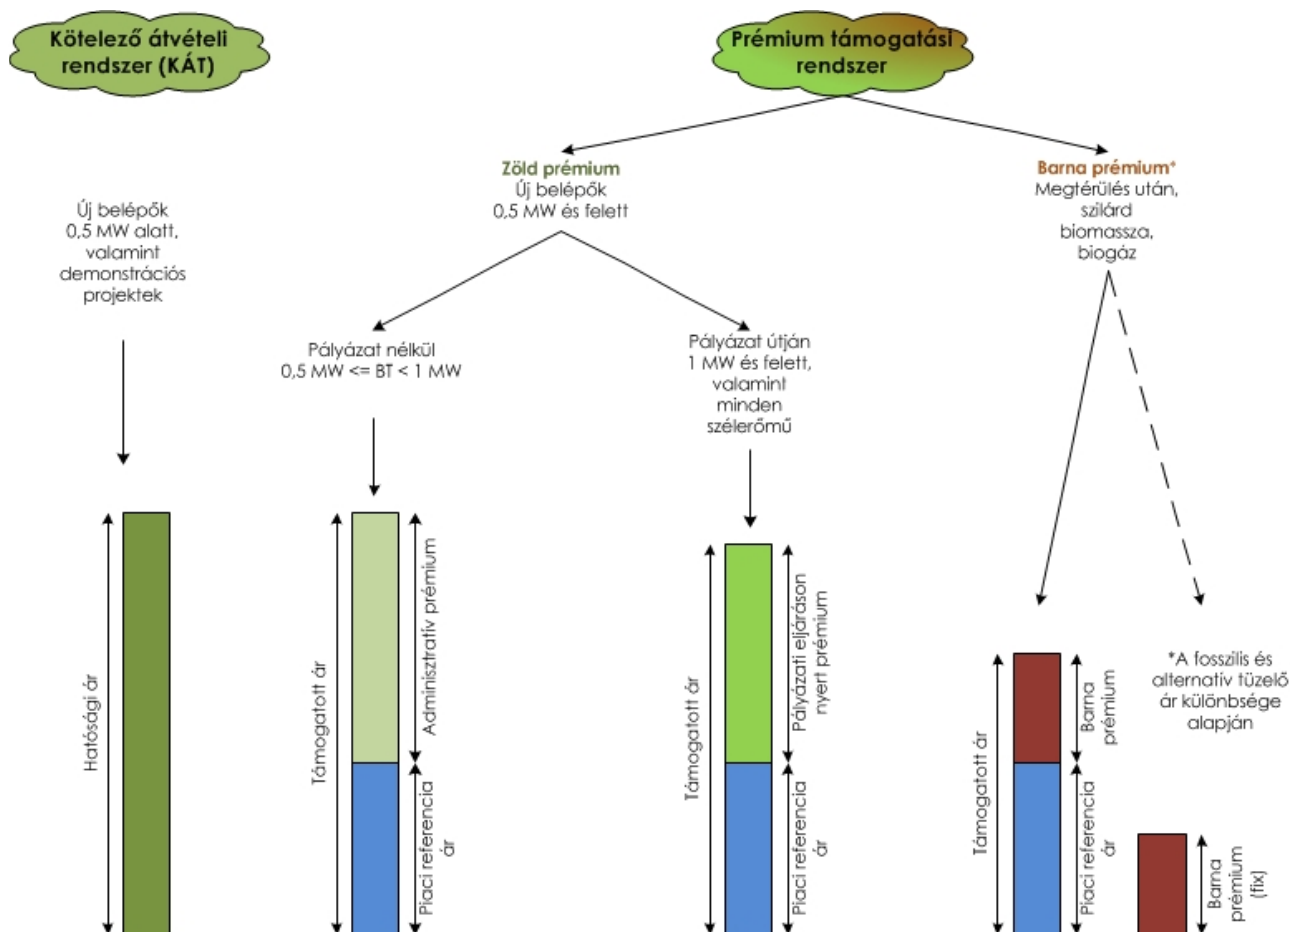 Kötelező átvételi
rendszer (KÁT)
Prémium támogatási
rendszer
Zöld prémium
Új belépők
0,5 MW és felett
Barna prémium*
Megtérülés után,
szilárd
biomassza,
biogáz
Új belépők
0,5 MW alatt,
valamint
demonstrációs
projektek
Pályázat nélkül
0,5 MW <= BT < 1 MW
Pályázat útján
1 MW és felett,
valamint
minden
szélerőmű
Hatósági ár
Támogatott ár
Adminisztratív prémium
Piaci referencia
ár
Támogatott ár
Pályázati eljáráson
nyert prémium
Piaci referencia
ár
Támogatott ár
Barna
prémium
Piaci referencia
ár
*A fosszilis és
alternatív tüzelő
ár különbsége
alapján
Barna
prémium
(fix)